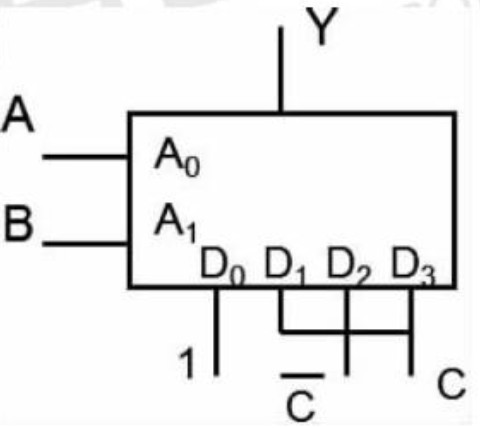 Y
A
A₀
B
A₁
D₀ D₁ D₂ D₃
1 C̅ C